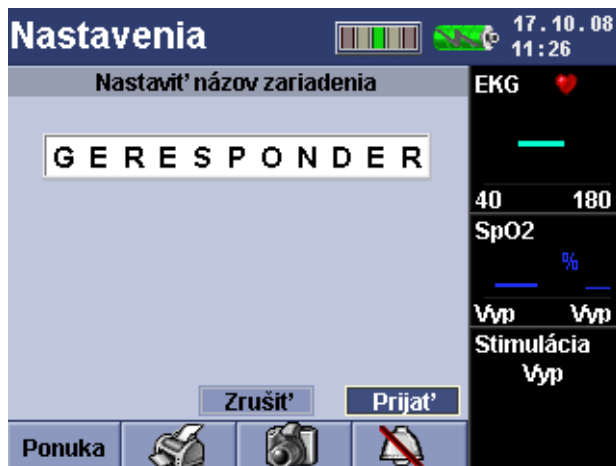 Nastavenia
17.10.08
11:26
Nastaviť názov zariadenia
GERESPONDER
Zrušiť
Prijať
Ponuka
EKG
40 180
SpO2
%
Vyp Vyp
Stimulácia
Vyp